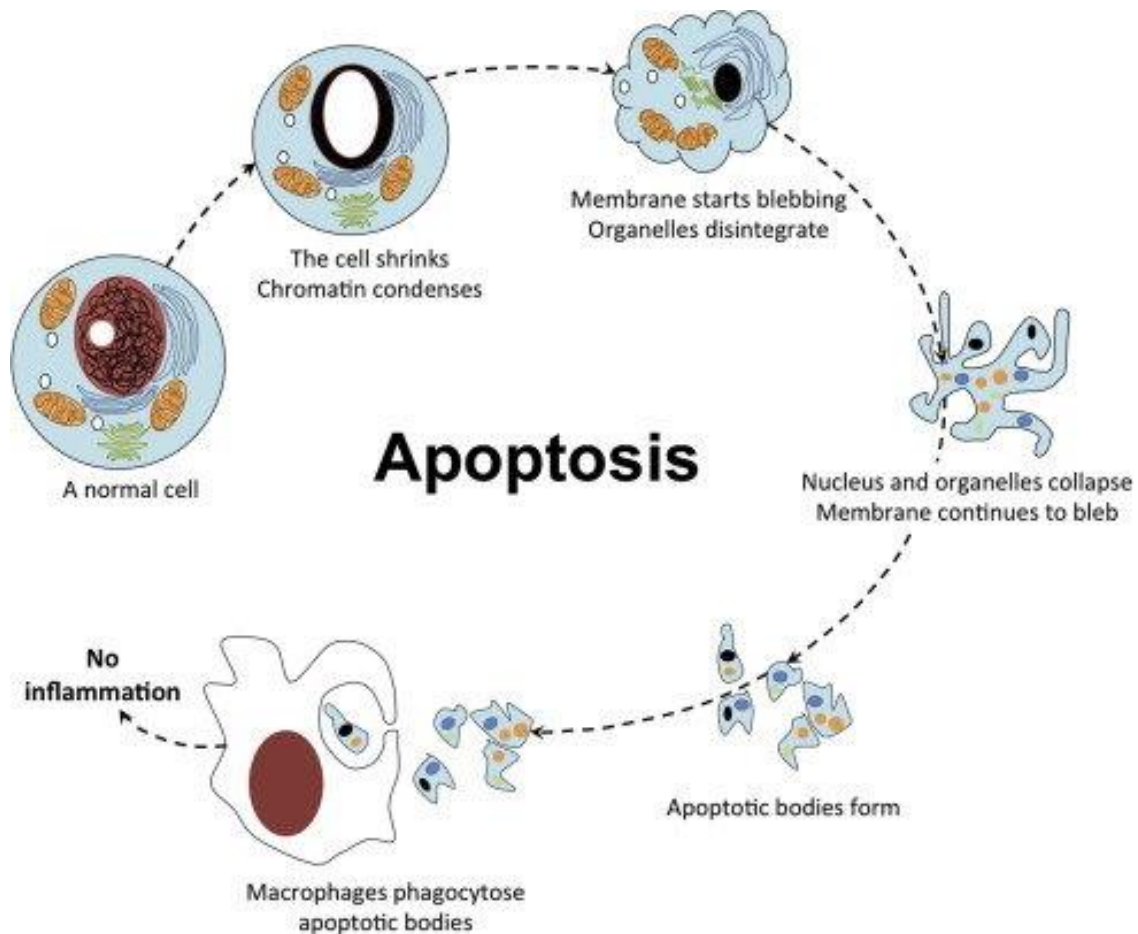 A normal cell
The cell shrinks
Chromatin condenses
Membrane starts blebbing
Organelles disintegrate
Nucleus and organelles collapse
Membrane continues to bleb
Apoptosis
Apoptotic bodies form
Macrophages phagocytose
apoptotic bodies
No
inflammation